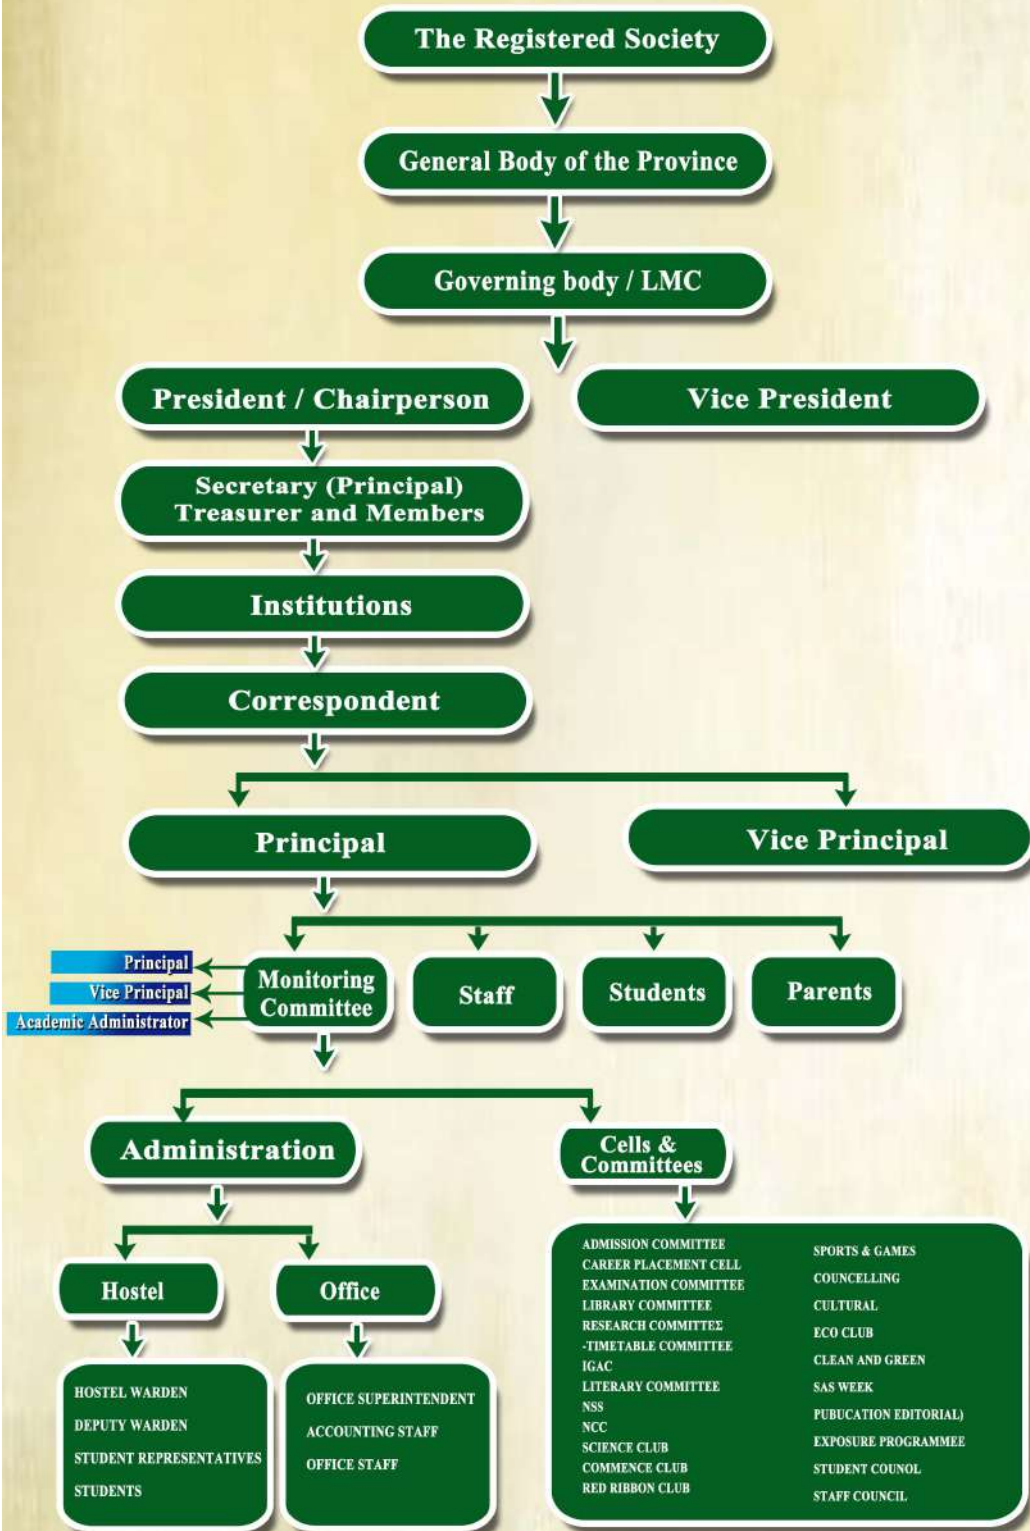 The Registered Society
General Body of the Province
Governing body / LMC
President / Chairperson
Vice President
Secretary (Principal)
Treasurer and Members
Institutions
Correspondent
Principal
Vice Principal
Principal
Vice Principal
Academic Administrator
Monitoring
Committee
Staff
Students
Parents
Administration
Cells &
Committees
Hostel
Office
HOSTEL WARDEN
DEPUTY WARDEN
STUDENT REPRESENTATIVES
STUDENTS
OFFICE SUPERINTENDENT
ACCOUNTING STAFF
OFFICE STAFF
ADMISSION COMMITTEE
CAREER PLACEMENT CELL
EXAMINATION COMMITTEE
LIBRARY COMMITTEE
RESEARCH COMMITTEΣ
-TIMETABLE COMMITTEE
IGAC
LITERARY COMMITTEE
NSS
NCC
SCIENCE CLUB
COMMENCE CLUB
RED RIBBON CLUB
SPORTS & GAMES
COUNCELLING
CULTURAL
ECO CLUB
CLEAN AND GREEN
SAS WEEK
PUBUCATION EDITORIAL)
EXPOSURE PROGRAMMEE
STUDENT COUNOL
STAFF COUNCIL